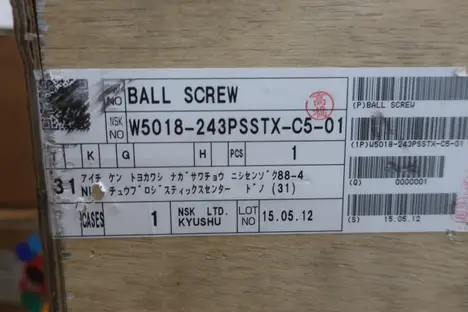 NO BALL SCREW
(P)BALL SCREW
高橋
NSK NO W5018-243PSSTX-C5-01
(1P)W5018-243PSSTX-C5-01
K Q H PCS 1
(Q) 0000001
31 アイチ ケン トヨカワシ ナガサワチョウ ニシセンゾク88-4
チュウブロジスティックスセンター ドノ (31)
CASES 1 NSK LTD. KYUSHU LOT NO 15.05.12
(S) 15.05.12